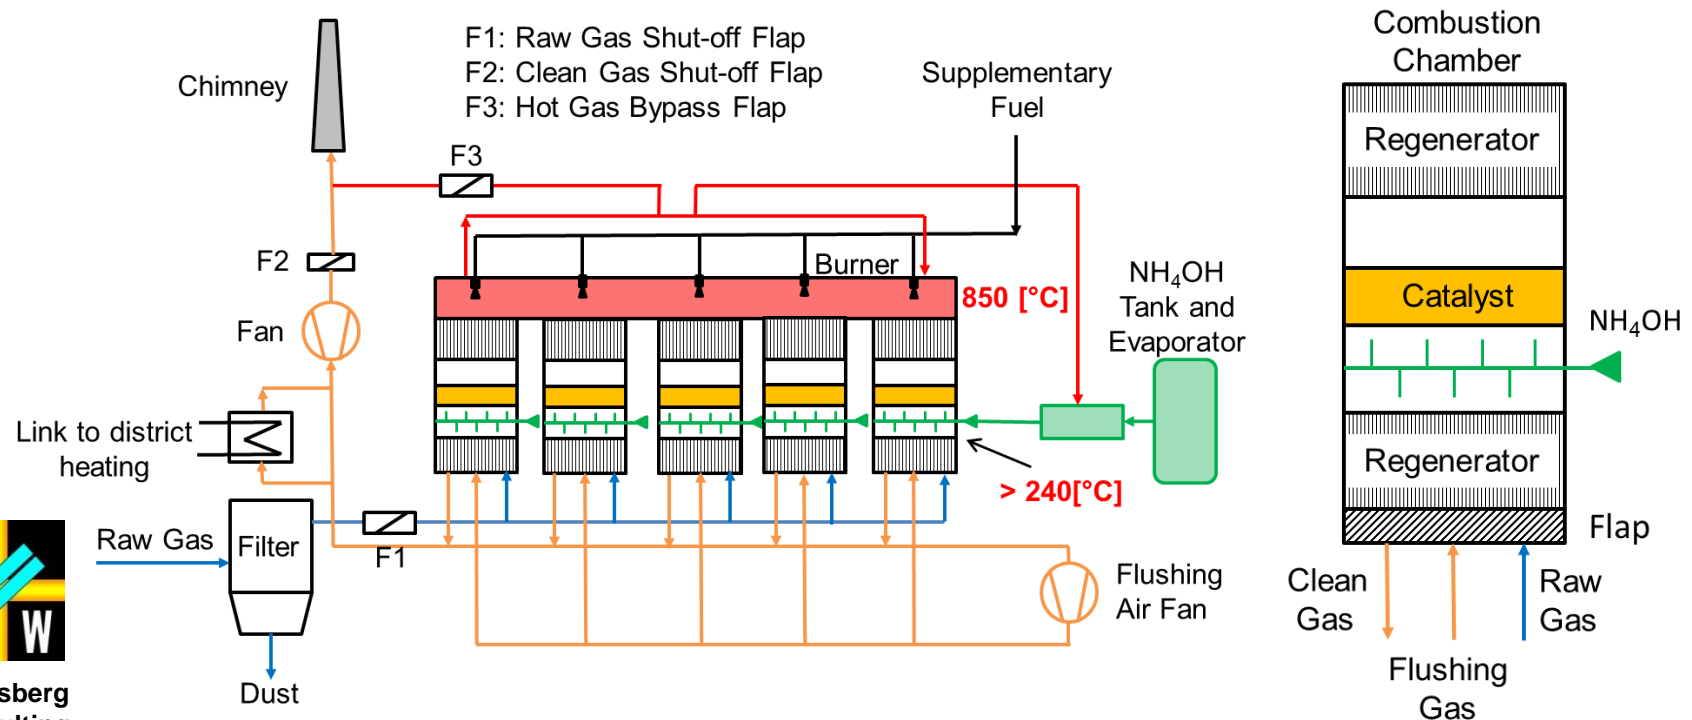 Combustion
Chamber
F1: Raw Gas Shut-off Flap
F2: Clean Gas Shut-off Flap
F3: Hot Gas Bypass Flap
Supplementary
Fuel
Chimney
Regenerator
F3
F2
Burner
850 [°C]
NH₄OH
Tank and
Evaporator
Catalyst
NH₄OH
Fan
Link to district
heating
> 240[°C]
Regenerator
Raw Gas
Filter
F1
Flap
Flushing
Air Fan
Clean
Gas
Raw
Gas
W
Flushing
Gas
Dust